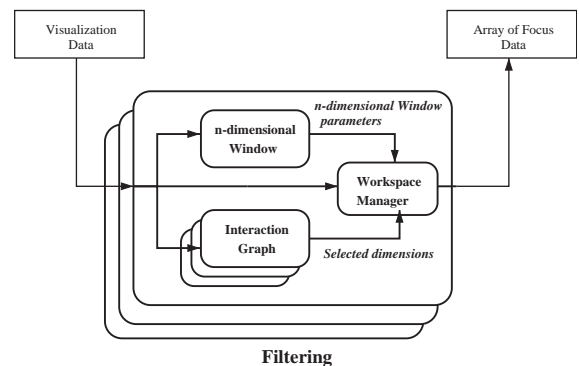 Visualization
Data
Array of Focus
Data
n-dimensional Window
parameters
n-dimensional
Window
Workspace
Manager
Interaction
Graph
Selected dimensions
Filtering